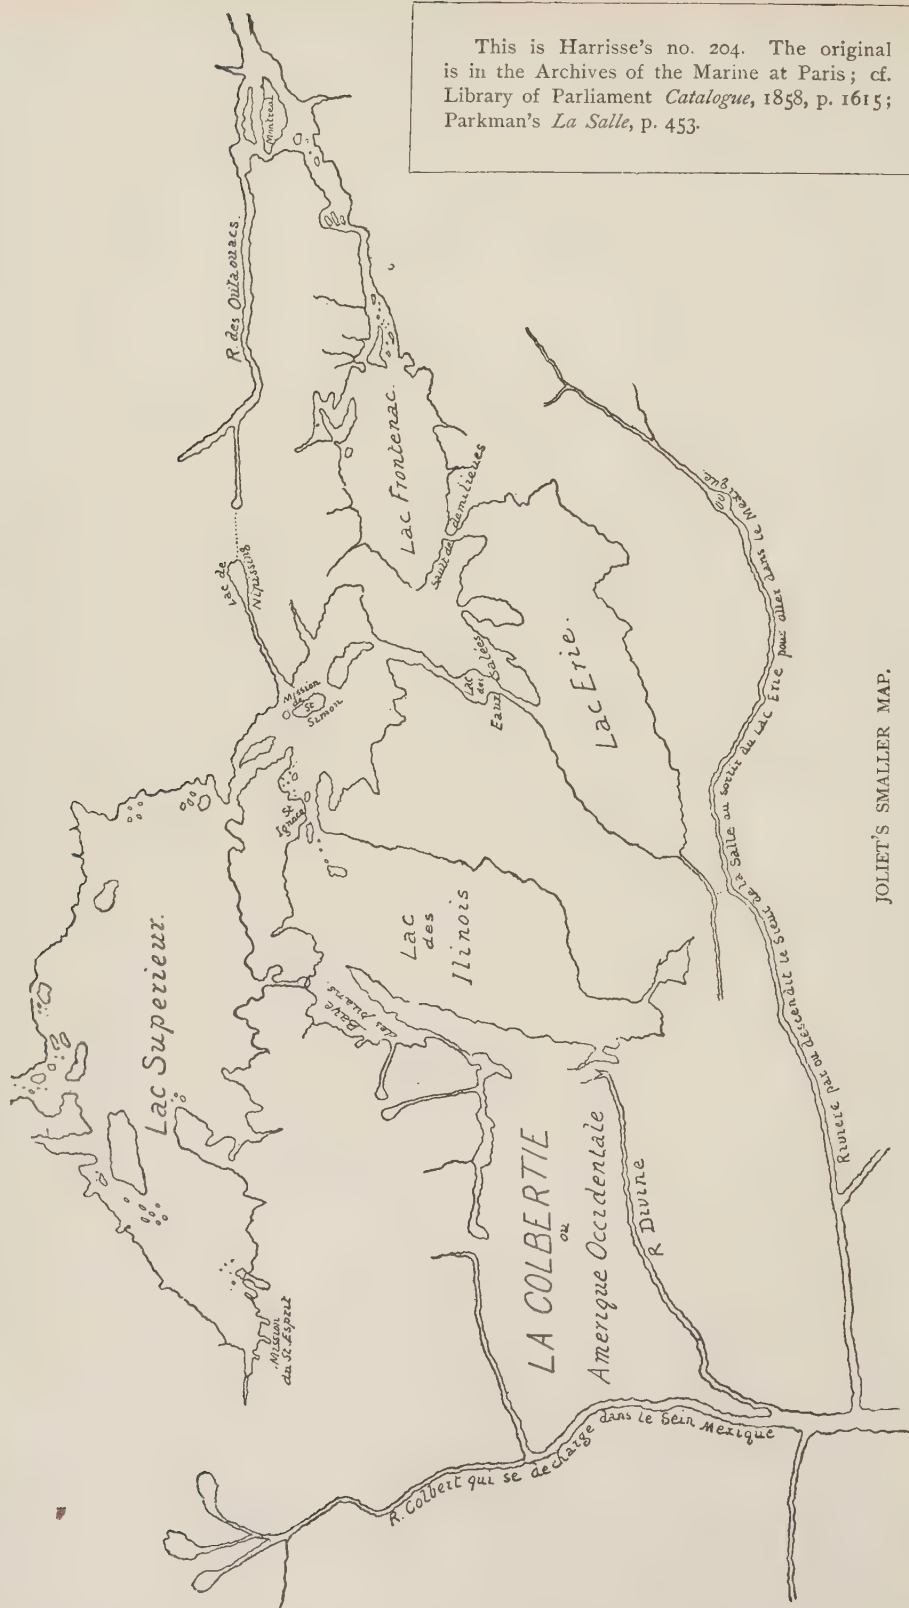 This is Harrisse's no. 204. The original
is in the Archives of the Marine at Paris; cf.
Library of Parliament Catalogue, 1858, p. 1615;
Parkman's La Salle, p. 453.
Montreal
R. des Outaouacs.
Lac Frontenac.
Sault de demilieues
Lac de
Nipissing
Mission
de
St
Simon
Lac
des
Eaux Salées
Lac Erie.
St
Ignace
Lac Superieur.
Lac
des
Ilinois
Baye
des puans.
Mission
du St. Esprit
LA COLBERTIE
ou
Amerique Occidentale
R Divine
R. Colbert qui se decharge dans le Sein Mexique
Riviere par ou descendit le Sieur de la Salle au sortir du Lac Erie pour aller dans le Mexique
JOLIET'S SMALLER MAP.